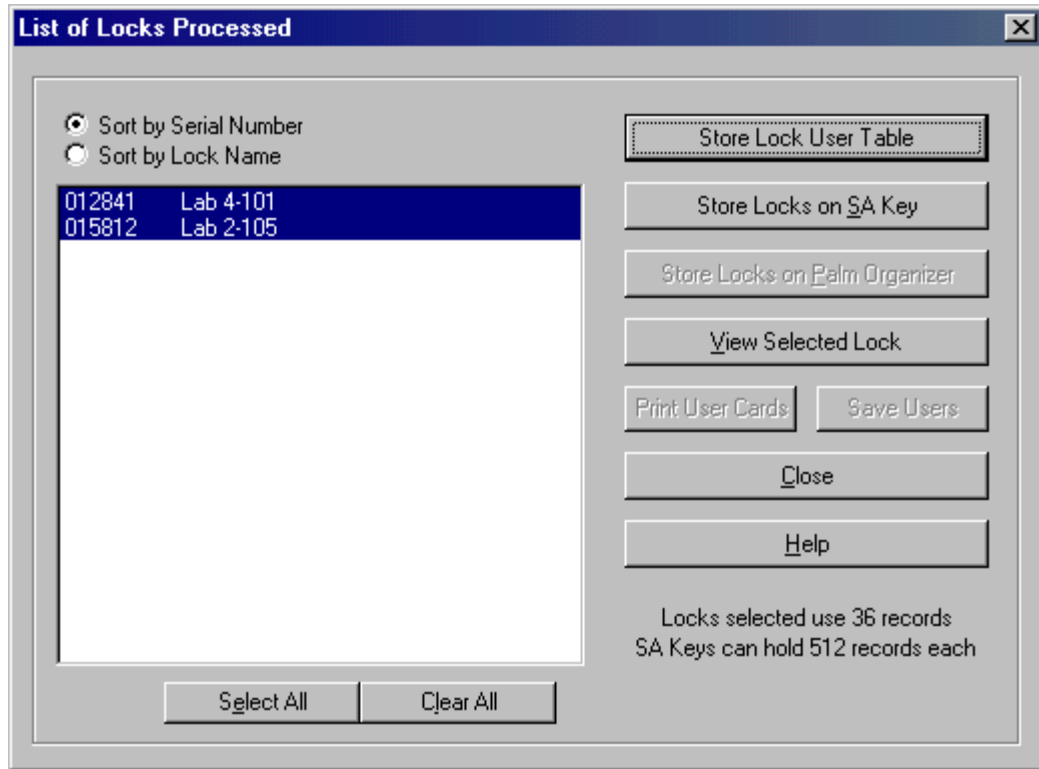 List of Locks Processed
Sort by Serial Number
Sort by Lock Name
012841 Lab 4-101
015812 Lab 2-105
Select All
Clear All
Store Lock User Table
Store Locks on SA Key
Store Locks on Palm Organizer
View Selected Lock
Print User Cards
Save Users
Close
Help
Locks selected use 36 records
SA Keys can hold 512 records each